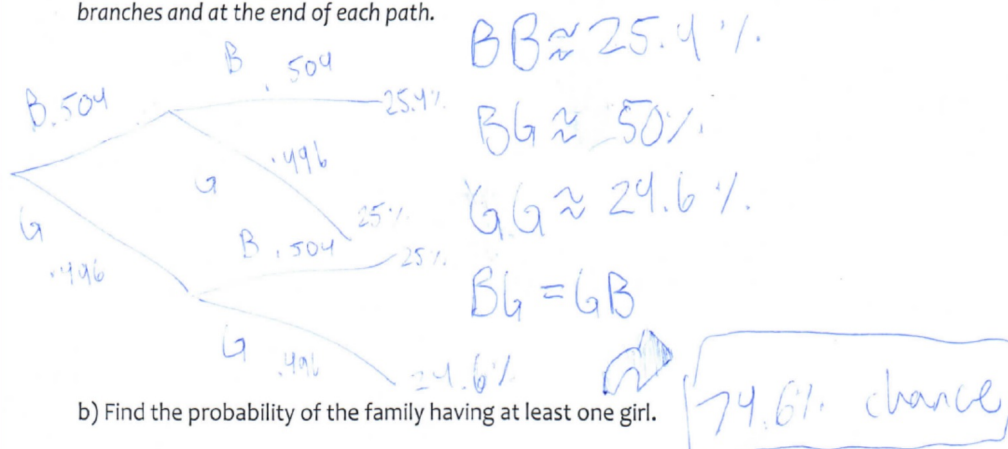 branches and at the end of each path.
BB ≈ 25.4%
B .504
B .504
25.4%
BG ≈ 50%
.496
G
GG ≈ 24.6%
25%
G
B .504
25%
.496
BG = GB
G .496
24.6%
74.6% chance
b) Find the probability of the family having at least one girl.